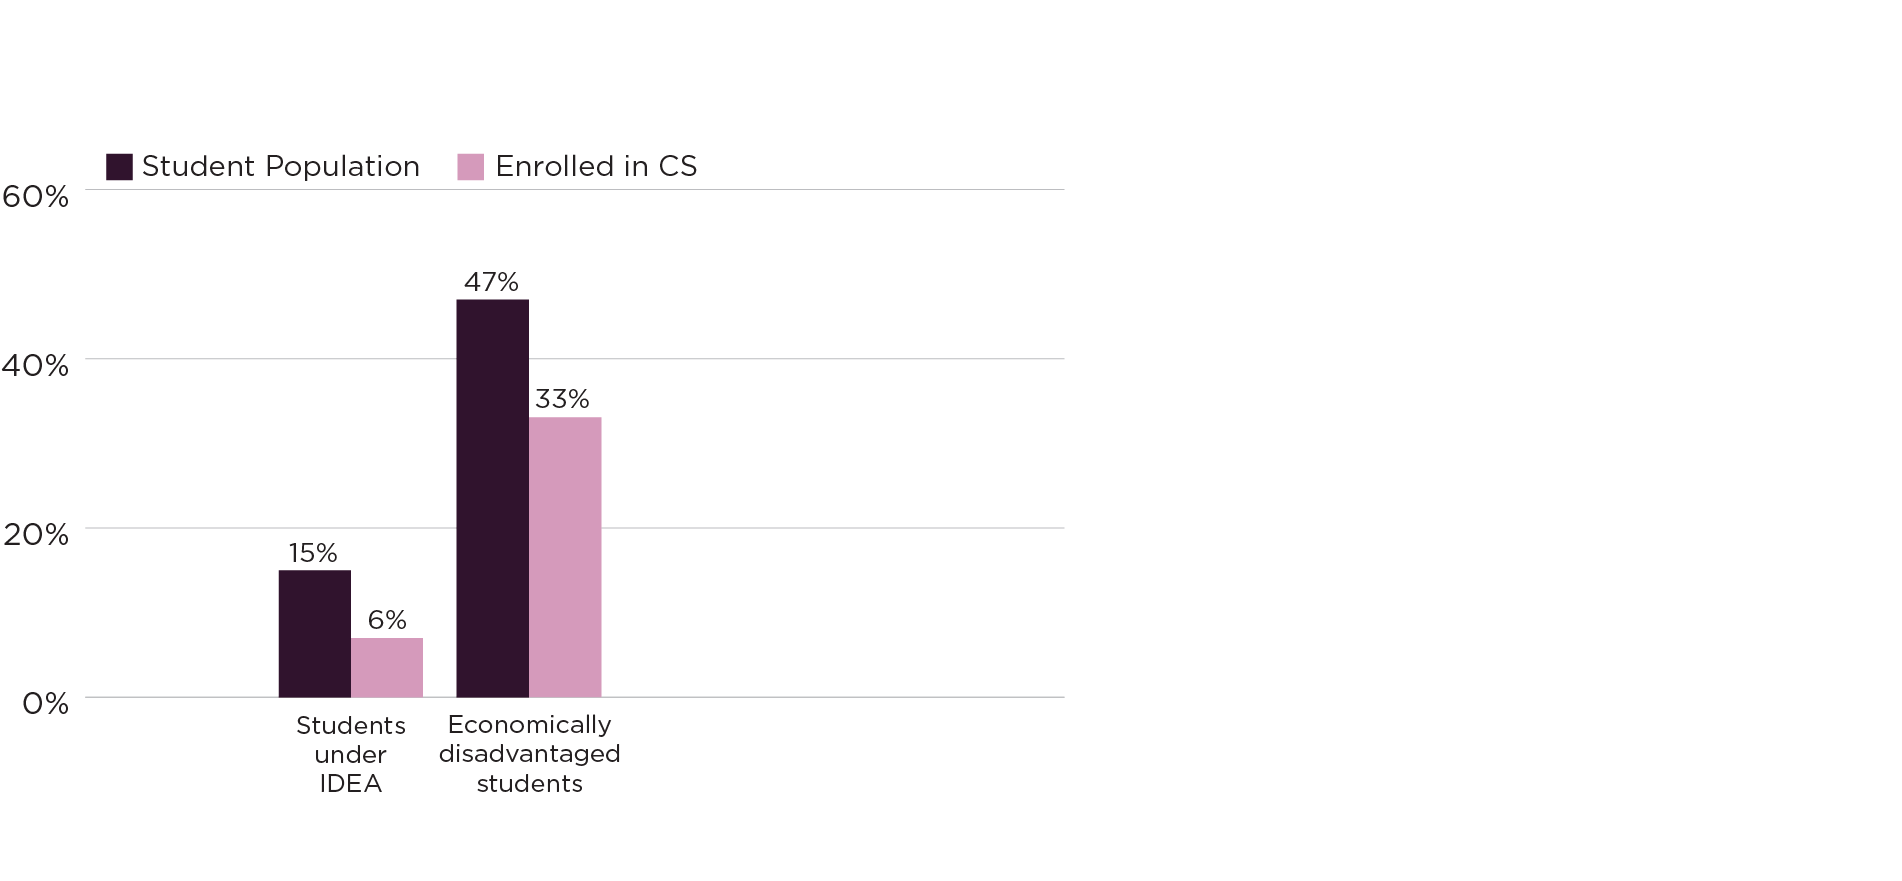 Student Population Enrolled in CS
60%
47%
40%
33%
20%
15%
6%
0%
Students
under
IDEA
Economically
disadvantaged
students